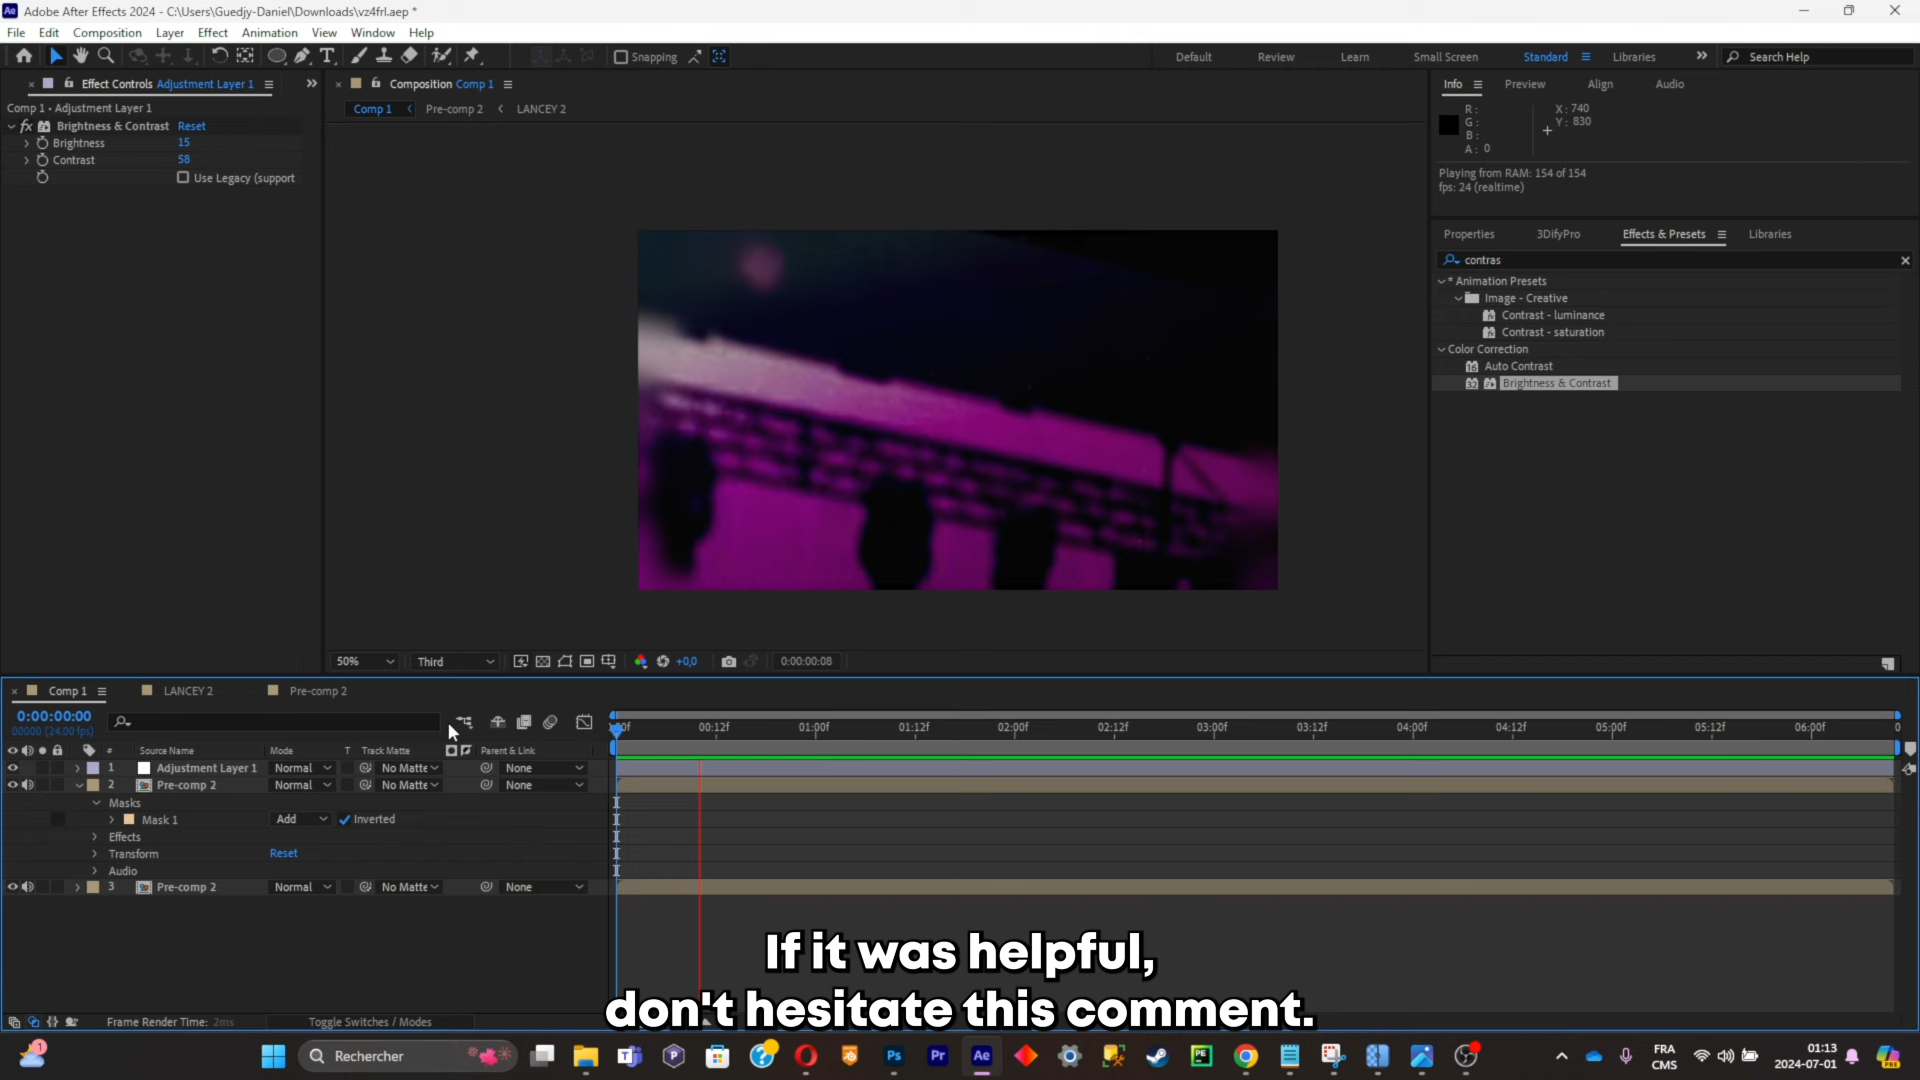 Adobe After Effects 2024 - C:\Users\Guedjy-Daniel\Downloads\vz4frl.aep *
File Edit Composition Layer Effect Animation View Window Help
Snapping
Default Review Learn Small Screen Standard Libraries Search Help
Effect Controls Adjustment Layer 1
Comp 1 • Adjustment Layer 1
fx Brightness & Contrast Reset
Brightness 15
Contrast 58
Use Legacy (support
Composition Comp 1
Comp 1 Pre-comp 2 LANCEY 2
Info Preview Align Audio
R:
G:
B:
A: 0
X: 740
Y: 830
Playing from RAM: 154 of 154
fps: 24 (realtime)
Properties 3DifyPro Effects & Presets Libraries
contras
* Animation Presets
Image - Creative
Contrast - luminance
Contrast - saturation
Color Correction
Auto Contrast
Brightness & Contrast
50% Third +0,0 0:00:00:08
Comp 1 LANCEY 2 Pre-comp 2
0:00:00:00
00000 (24.00 fps)
00:12f 01:00f 01:12f 02:00f 02:12f 03:00f 03:12f 04:00f 04:12f 05:00f 05:12f 06:00f
# Source Name Mode T Track Matte Parent & Link
1 Adjustment Layer 1 Normal No Matte None
2 Pre-comp 2 Normal No Matte None
Masks
Mask 1 Add Inverted
Effects
Transform Reset
Audio
3 Pre-comp 2 Normal No Matte None
If it was helpful,
don't hesitate this comment.
Frame Render Time: 2ms Toggle Switches / Modes
Rechercher
FRA
CMS
01:13
2024-07-01